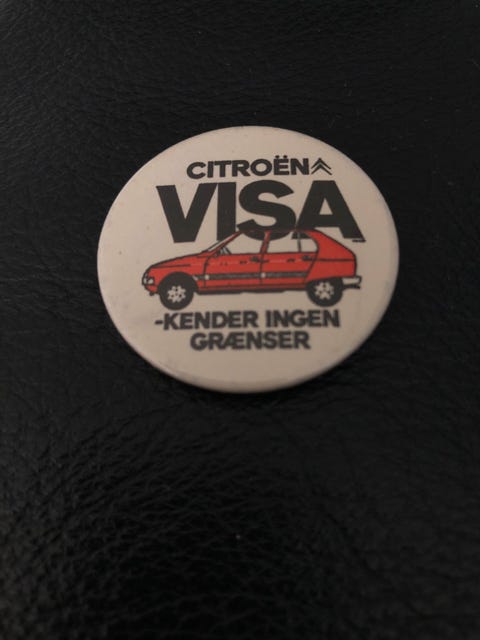 CITROËN
VISA
-KENDER INGEN
GRÆNSER